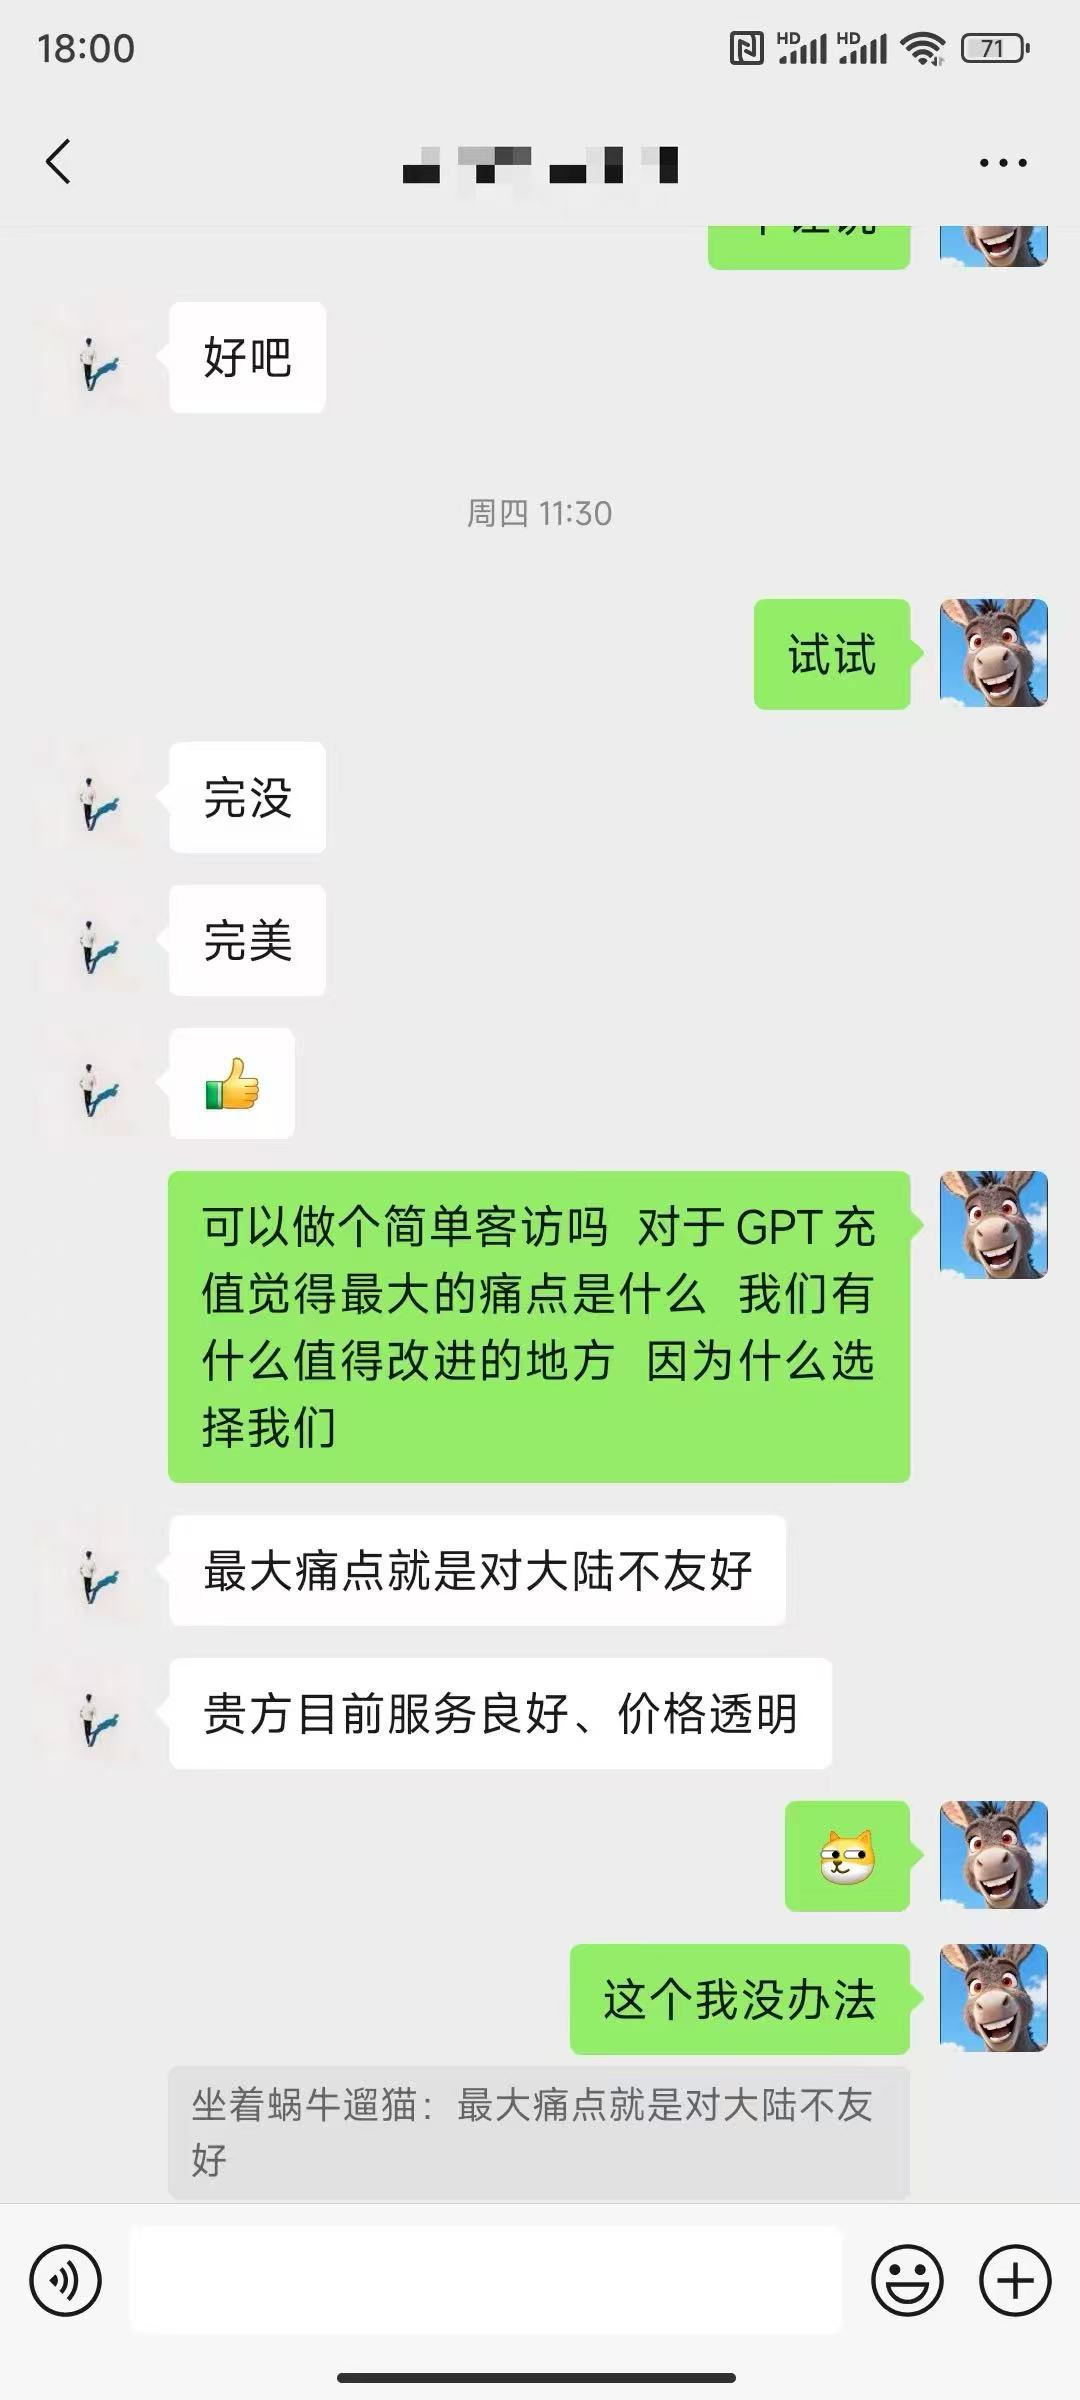 18:00
HD HD 71
好吧
周四 11:30
试试
完没
完美
可以做个简单客访吗 对于 GPT 充
值觉得最大的痛点是什么 我们有
什么值得改进的地方 因为什么选
择我们
最大痛点就是对大陆不友好
贵方目前服务良好、价格透明
这个我没办法
坐着蜗牛遛猫：最大痛点就是对大陆不友
好